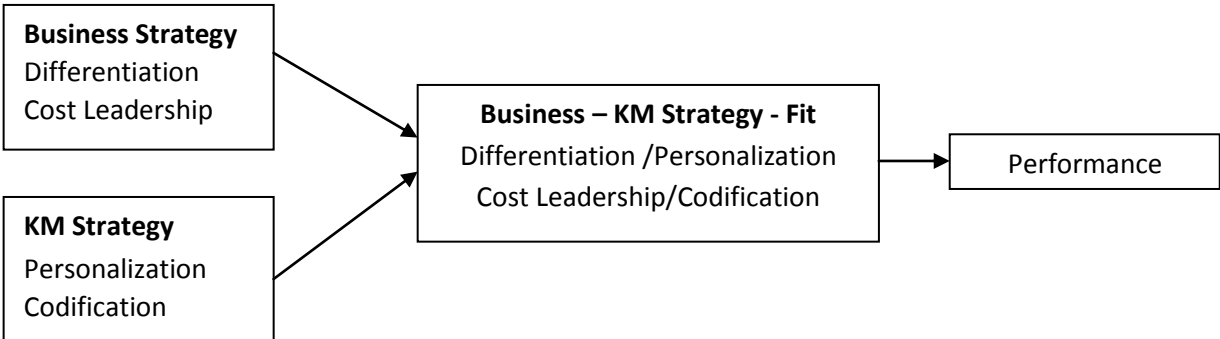 Business Strategy
Differentiation
Cost Leadership
KM Strategy
Personalization
Codification
Business – KM Strategy - Fit
Differentiation /Personalization
Cost Leadership/Codification
Performance